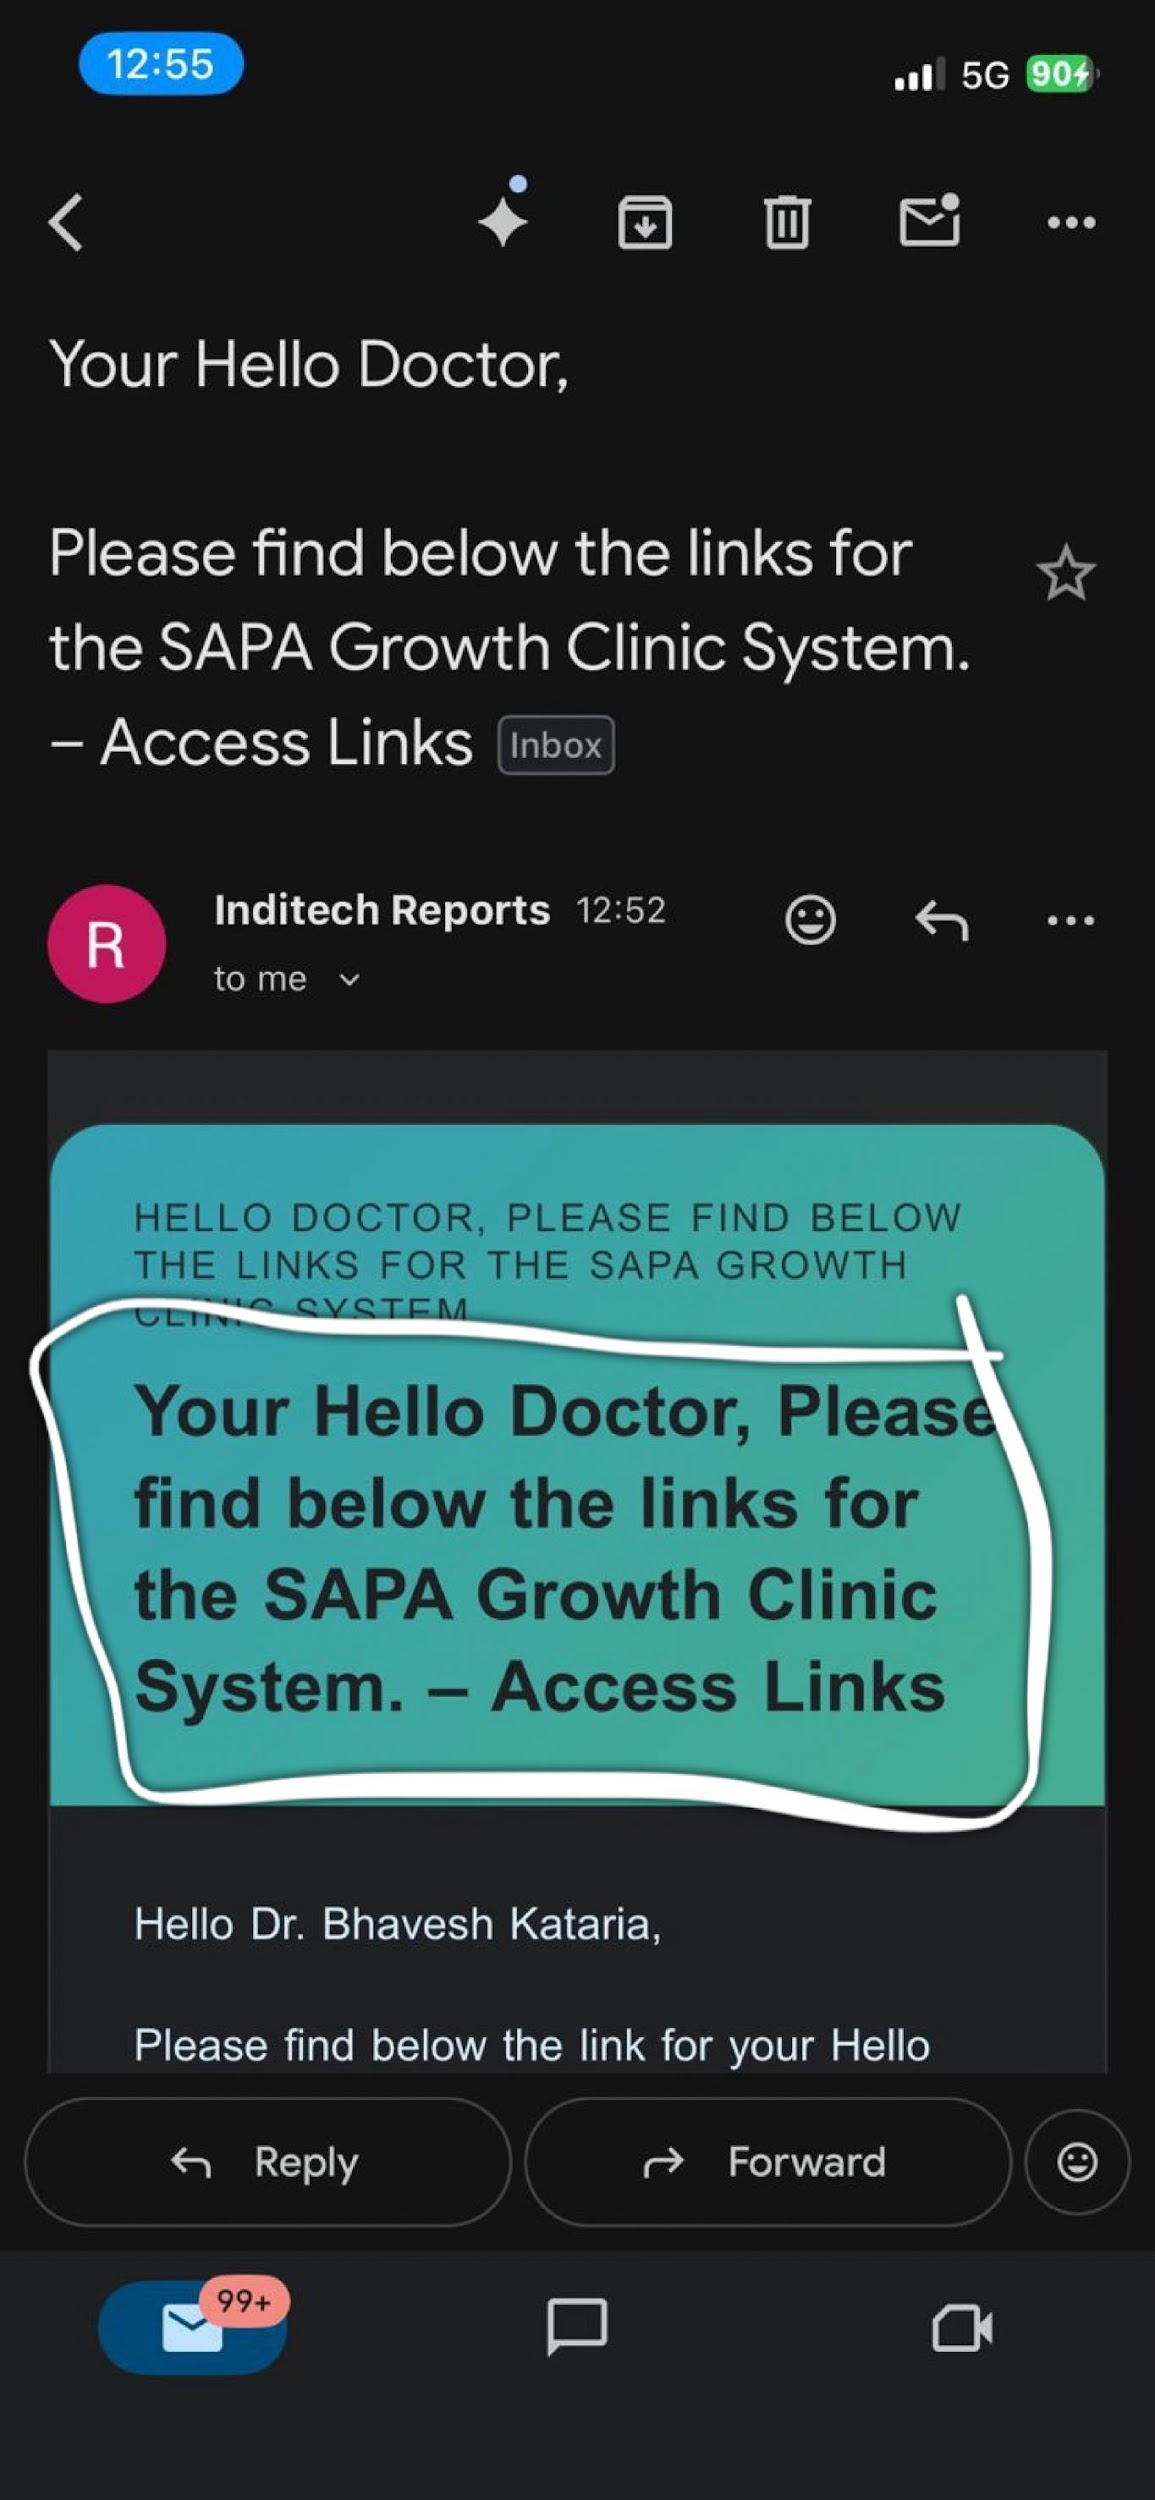 12:55
5G 90
Your Hello Doctor,
Please find below the links for
the SAPA Growth Clinic System.
– Access Links Inbox
R
Inditech Reports 12:52
to me
HELLO DOCTOR, PLEASE FIND BELOW
THE LINKS FOR THE SAPA GROWTH
CLINIC SYSTEM
Your Hello Doctor, Please
find below the links for
the SAPA Growth Clinic
System. – Access Links
Hello Dr. Bhavesh Kataria,
Please find below the link for your Hello
Reply Forward
99+